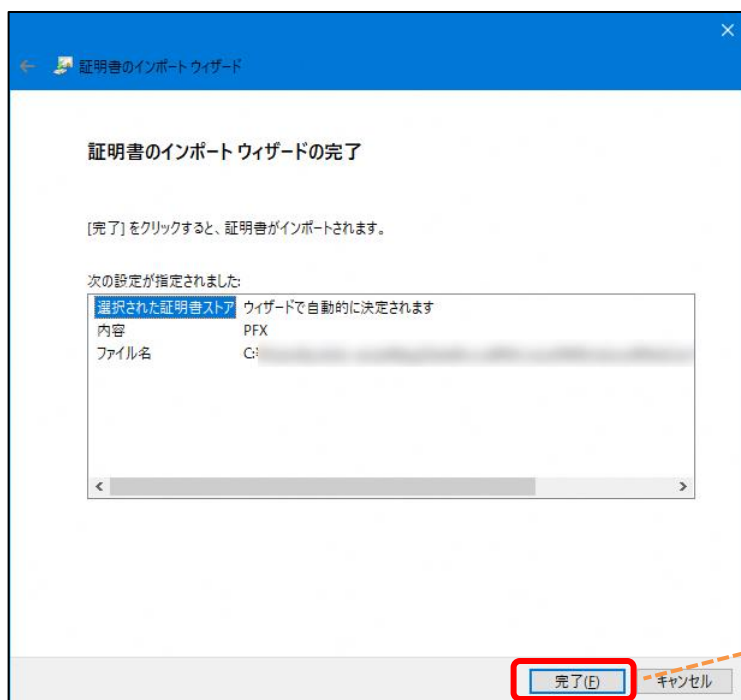 証明書のインポート ウィザード
証明書のインポート ウィザードの完了
[完了] をクリックすると、証明書がインポートされます。
次の設定が指定されました:
選択された証明書ストア ウィザードで自動的に決定されます
内容 PFX
ファイル名 C:¥
完了(F) キャンセル